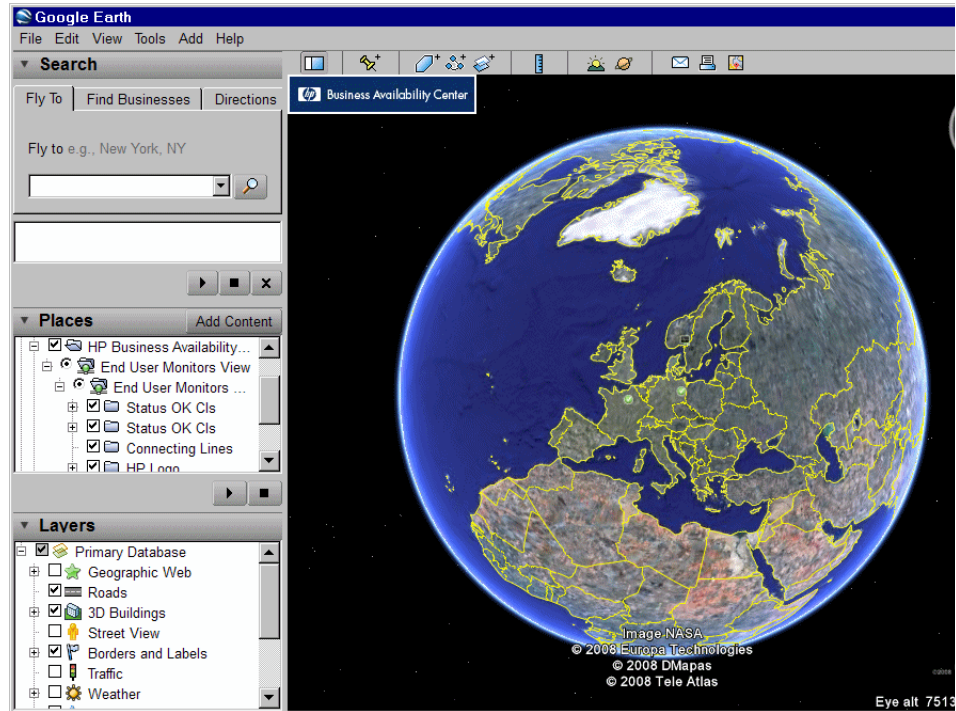 Google Earth
File Edit View Tools Add Help
Search
Fly To Find Businesses Directions
Fly to e.g., New York, NY
hp Business Availability Center
Places Add Content
HP Business Availability...
End User Monitors View
End User Monitors ...
Status OK CIs
Status OK CIs
Connecting Lines
HP Logo
Layers
Primary Database
Geographic Web
Roads
3D Buildings
Street View
Borders and Labels
Traffic
Weather
Image NASA
© 2008 Europa Technologies
© 2008 DMapas
© 2008 Tele Atlas
Eye alt 7513